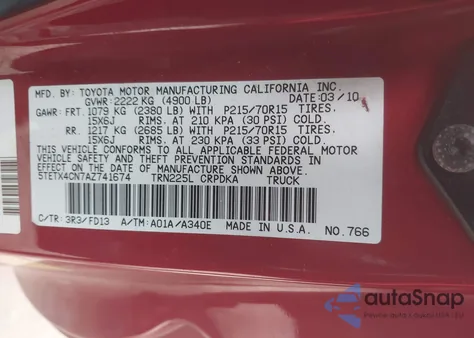 MFD. BY: TOYOTA MOTOR MANUFACTURING CALIFORNIA INC.
GVWR: 2222 KG (4900 LB) DATE: 03/10
GAWR: FRT. 1079 KG (2380 LB) WITH P215/70R15 TIRES.
15X6J RIMS. AT 210 KPA (30 PSI) COLD.
RR. 1217 KG (2685 LB) WITH P215/70R15 TIRES.
15X6J RIMS. AT 230 KPA (33 PSI) COLD.
THIS VEHICLE CONFORMS TO ALL APPLICABLE FEDERAL MOTOR
VEHICLE SAFETY AND THEFT PREVENTION STANDARDS IN EFFECT
ON THE DATE OF MANUFACTURE SHOWN ABOVE.
5TETX4CN7AZ741674 TRN225L CRPDKA TRUCK
C/TR: 3R3/FD13 A/TM: A01A/A340E MADE IN U.S.A. NO. 766
autoSnap